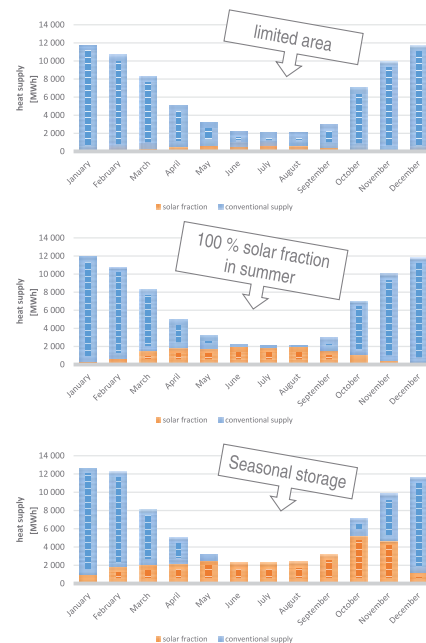 14 000
12 000
10 000
8 000
6 000
4 000
2 000
0
heat supply
[MWh]
limited area
January
February
March
April
May
June
July
August
September
October
November
December
solar fraction
conventional supply
14 000
12 000
10 000
8 000
6 000
4 000
2 000
0
heat supply
[MWh]
100 % solar fraction
in summer
January
February
March
April
May
June
July
August
September
October
November
December
solar fraction
conventional supply
14 000
12 000
10 000
8 000
6 000
4 000
2 000
0
heat supply
[MWh]
Seasonal storage
January
February
March
April
May
June
July
August
September
October
November
December
solar fraction
conventional supply